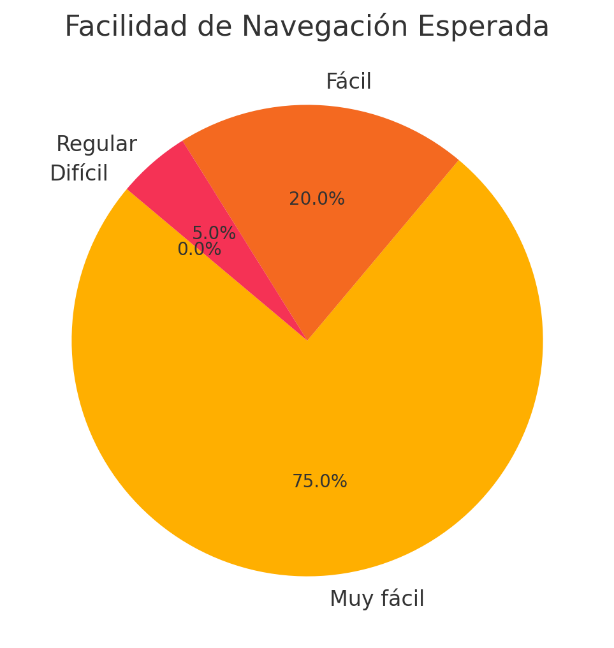 Facilidad de Navegación Esperada
Fácil
Regular
Difícil
20.0%
5.0%
0.0%
75.0%
Muy fácil